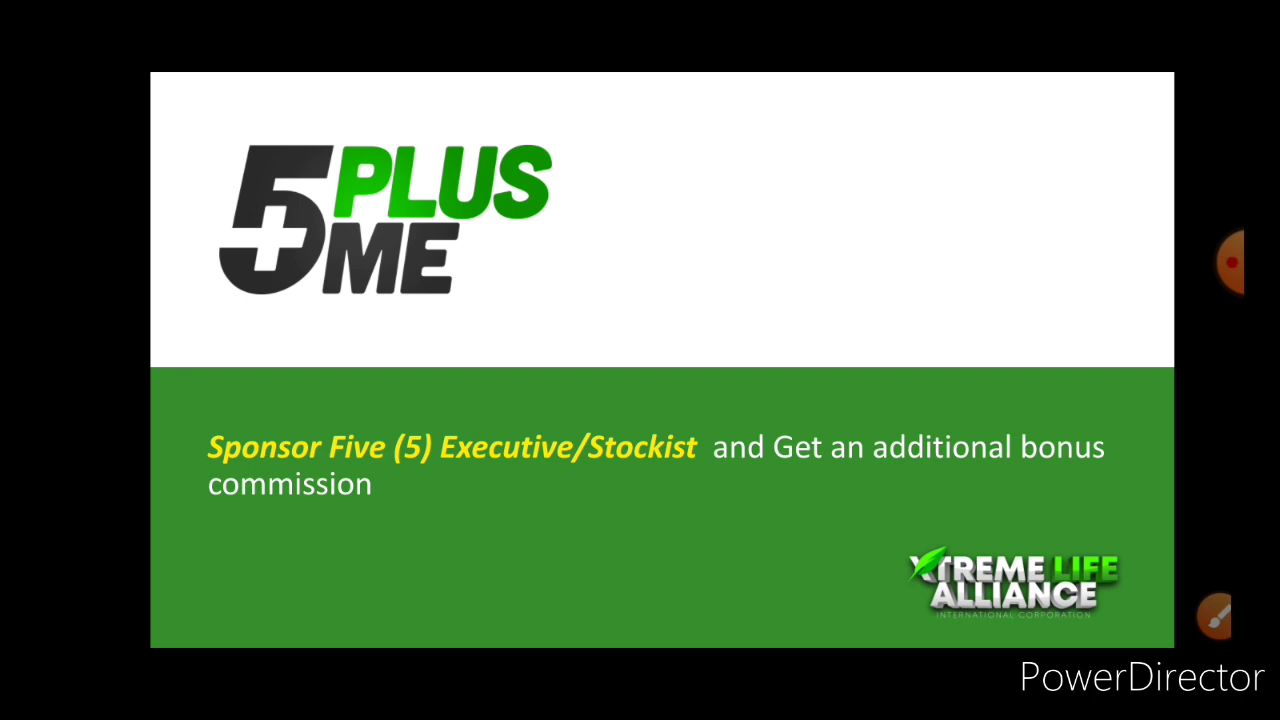 5 PLUS
ME
Sponsor Five (5) Executive/Stockist and Get an additional bonus
commission
XTREME LIFE
ALLIANCE
INTERNATIONAL CORPORATION
PowerDirector